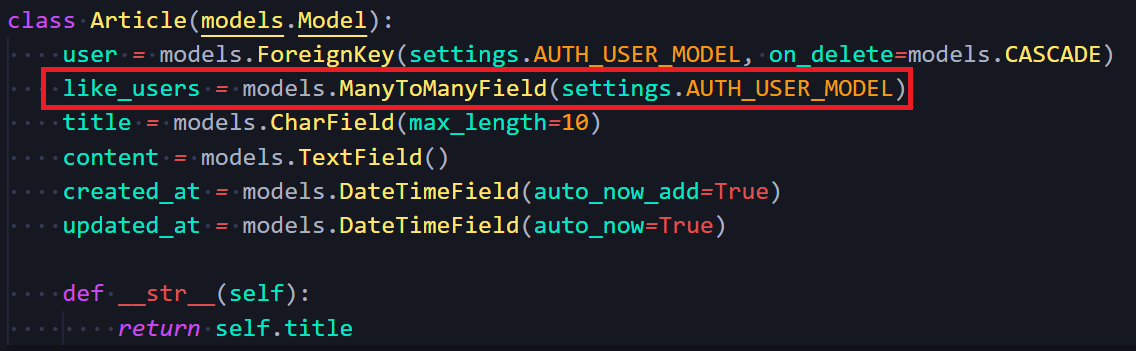 class Article(models.Model):
    user = models.ForeignKey(settings.AUTH_USER_MODEL, on_delete=models.CASCADE)
    like_users = models.ManyToManyField(settings.AUTH_USER_MODEL)
    title = models.CharField(max_length=10)
    content = models.TextField()
    created_at = models.DateTimeField(auto_now_add=True)
    updated_at = models.DateTimeField(auto_now=True)

    def __str__(self):
        return self.title